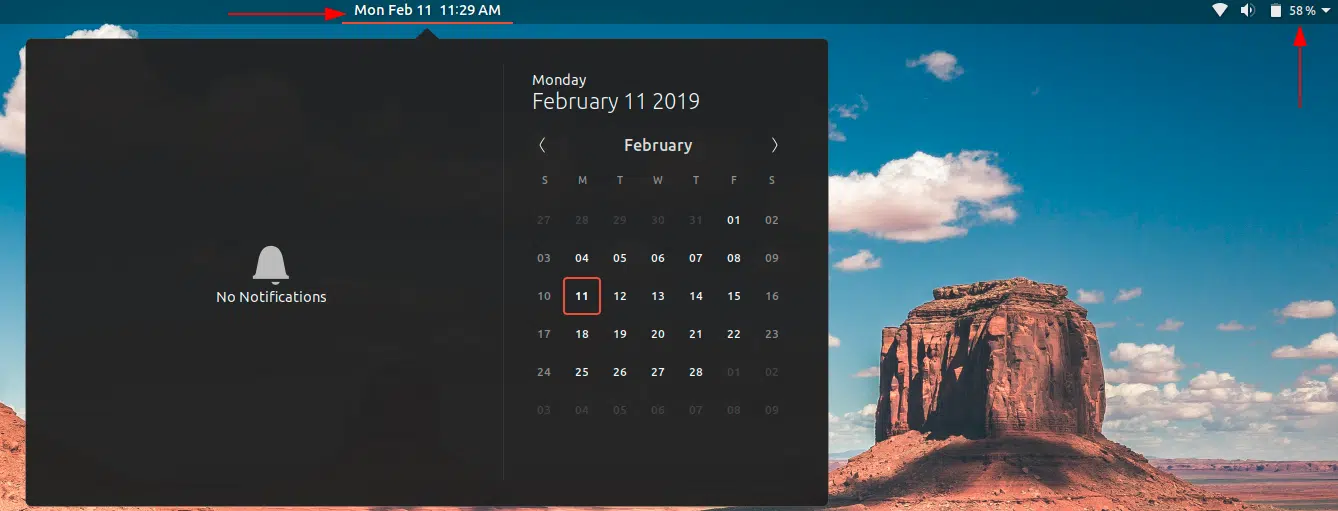 Mon Feb 11 11:29 AM
58 %
Monday
February 11 2019
February
S M T W T F S
27 28 29 30 31 01 02
03 04 05 06 07 08 09
10 11 12 13 14 15 16
17 18 19 20 21 22 23
24 25 26 27 28 01 02
03 04 05 06 07 08 09
No Notifications